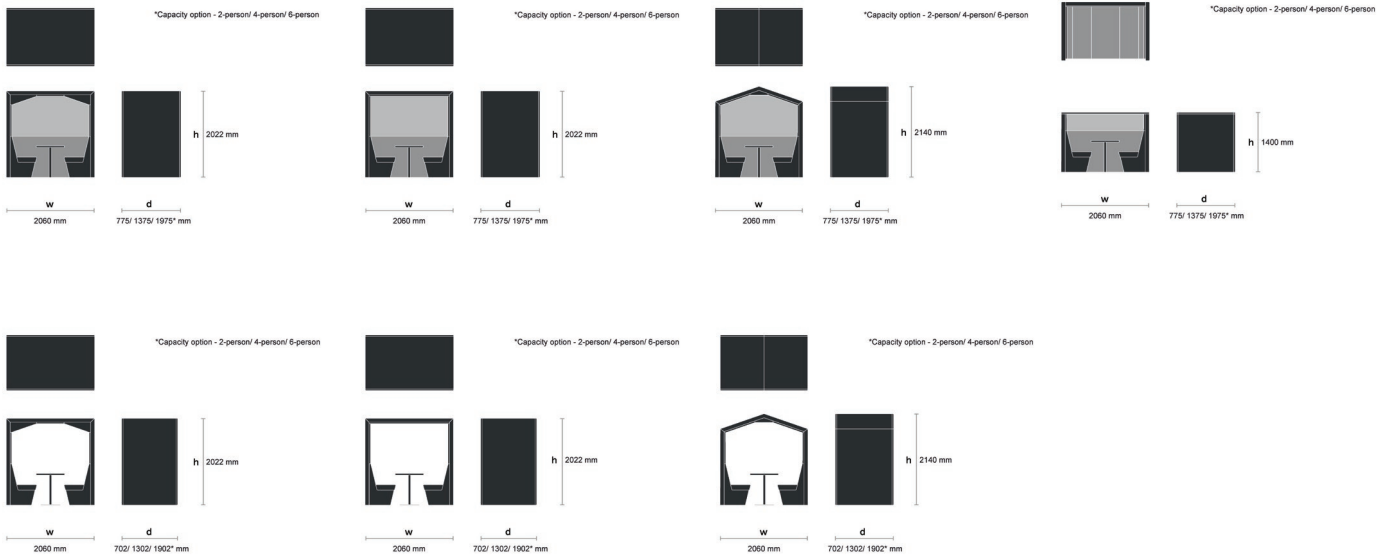 *Capacity option - 2-person/ 4-person/ 6-person
h 2022 mm
w d
2060 mm 775/ 1375/ 1975* mm
*Capacity option - 2-person/ 4-person/ 6-person
h 2022 mm
w d
2060 mm 775/ 1375/ 1975* mm
*Capacity option - 2-person/ 4-person/ 6-person
h 2140 mm
w d
2060 mm 775/ 1375/ 1975* mm
*Capacity option - 2-person/ 4-person/ 6-person
h 1400 mm
w d
2060 mm 775/ 1375/ 1975* mm
*Capacity option - 2-person/ 4-person/ 6-person
h 2022 mm
w d
2060 mm 702/ 1302/ 1902* mm
*Capacity option - 2-person/ 4-person/ 6-person
h 2022 mm
w d
2060 mm 702/ 1302/ 1902* mm
*Capacity option - 2-person/ 4-person/ 6-person
h 2140 mm
w d
2060 mm 702/ 1302/ 1902* mm